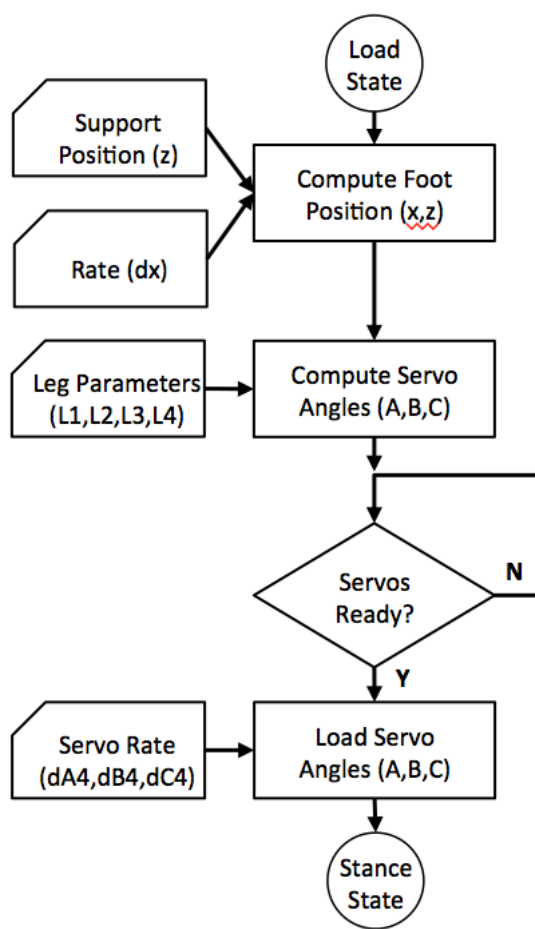 Load
State
Support
Position (z)
Compute Foot
Position (x,z)
Rate (dx)
Leg Parameters
(L1,L2,L3,L4)
Compute Servo
Angles (A,B,C)
Servos
Ready?
N
Y
Servo Rate
(dA4,dB4,dC4)
Load Servo
Angles (A,B,C)
Stance
State